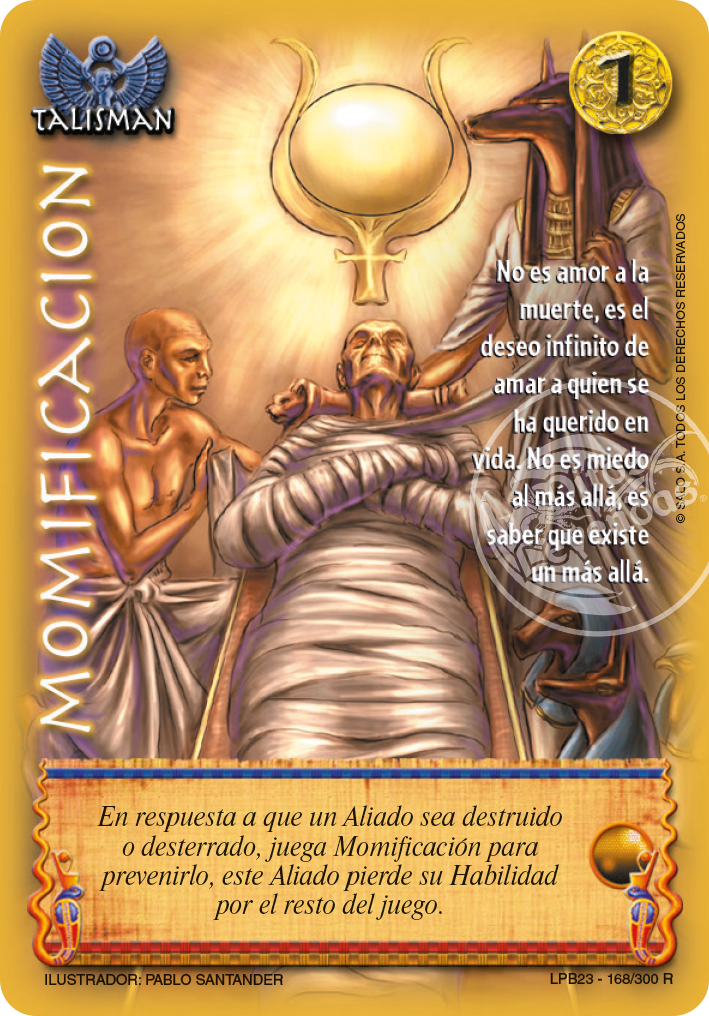 TALISMAN
1
MOMIFICACION
No es amor a la
muerte, es el
deseo infinito de
amar a quien se
ha querido en
vida. No es miedo
al más allá, es
saber que existe
un más allá.
© SALO S.A. TODOS LOS DERECHOS RESERVADOS
En respuesta a que un Aliado sea destruido
o desterrado, juega Momificación para
prevenirlo, este Aliado pierde su Habilidad
por el resto del juego.
ILUSTRADOR: PABLO SANTANDER
LPB23 - 168/300 R